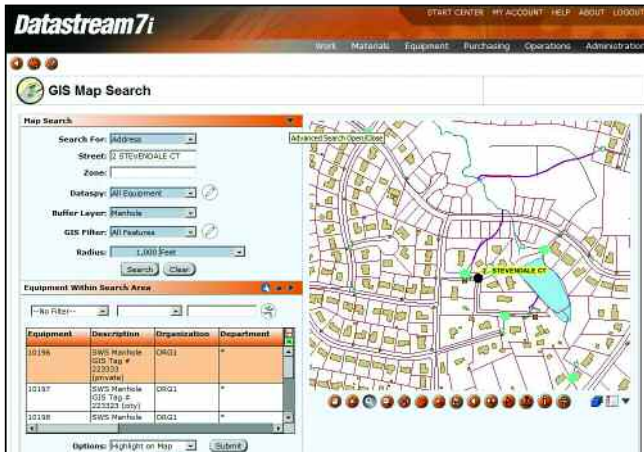 START CENTER MY ACCOUNT HELP ABOUT LOGOUT
Datastream7i
Work Materials Equipment Purchasing Operations Administration
GIS Map Search
Map Search
Search For: Address
Street: 2 STEVENDALE CT
Zone:
Dataspy: All Equipment
Buffer Layer: Manhole
GIS Filter: All Features
Radius: 1,000 Feet
Search Clear
Advanced Search Open/Close
2 - STEVENDALE CT
Equipment Within Search Area
--No Filter--
Equipment Description Organization Department
10196 SWS Manhole GIS Tag # 223333 (private) ORG1 *
10197 SWS Manhole GIS Tag # 223323 (city) ORG1 *
10198 SWS Manhole ORG1 *
Options: Highlight on Map Submit